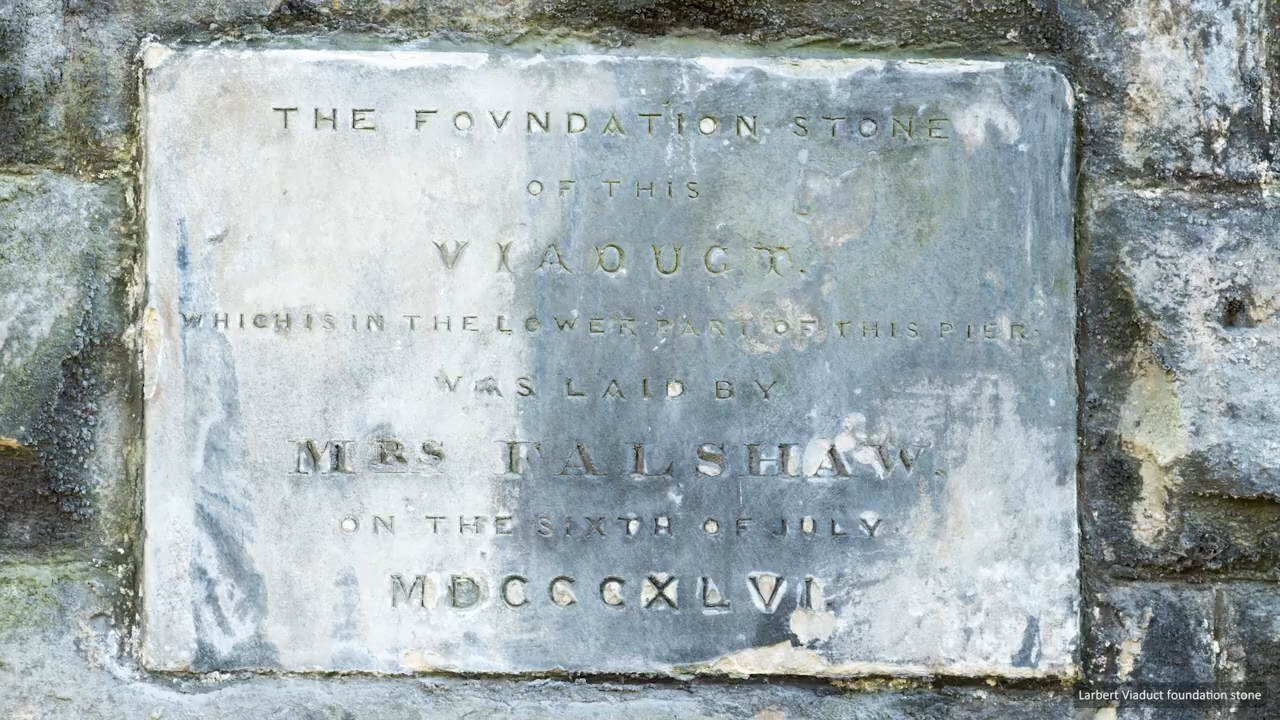 THE FOVNDATION STONE
OF THIS
VIADUCT.
WHICH IS IN THE LOWER PART OF THIS PIER.
WAS LAID BY
MRS FALSHAW.
ON THE SIXTH OF JULY.
MDCCCXLVI.
Larbert Viaduct foundation stone